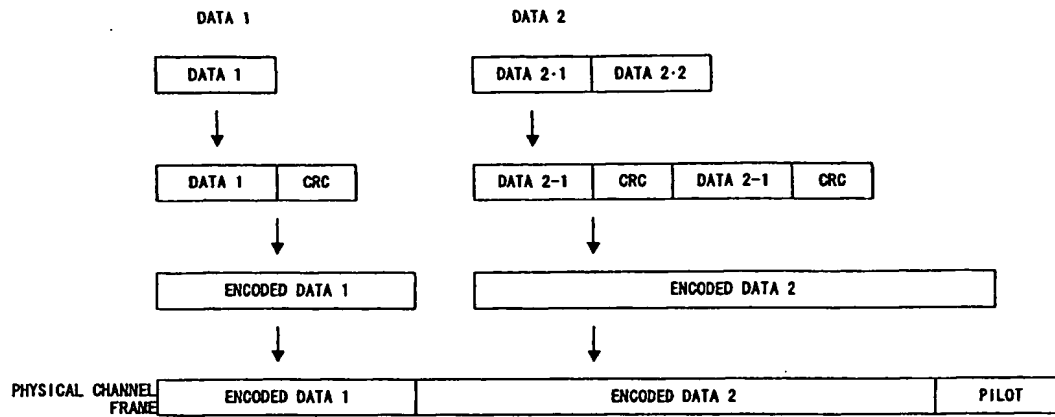 DATA 1 DATA 2
DATA 1 DATA 2·1 DATA 2·2
DATA 1 CRC DATA 2-1 CRC DATA 2-1 CRC
ENCODED DATA 1 ENCODED DATA 2
PHYSICAL CHANNEL
FRAME ENCODED DATA 1 ENCODED DATA 2 PILOT